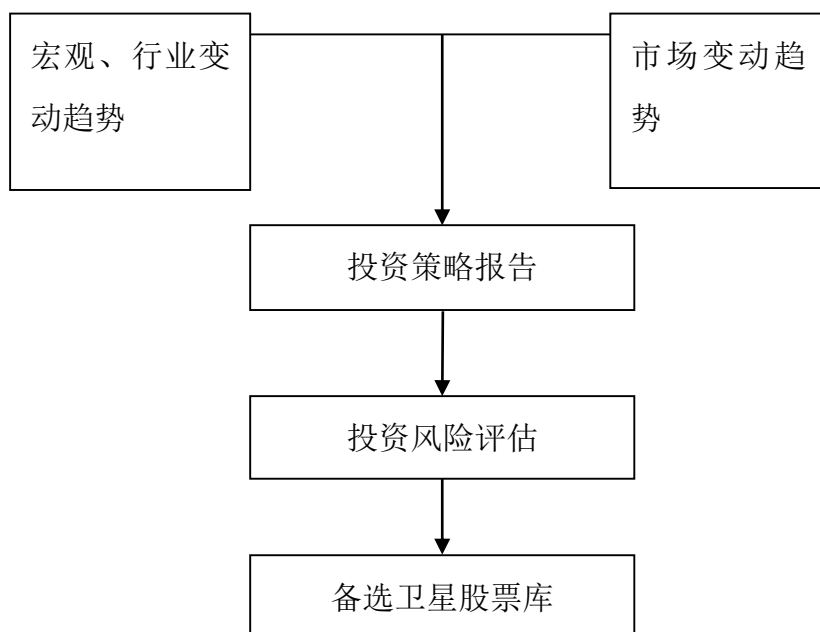 宏观、行业变
动趋势
市场变动趋
势
投资策略报告
投资风险评估
备选卫星股票库